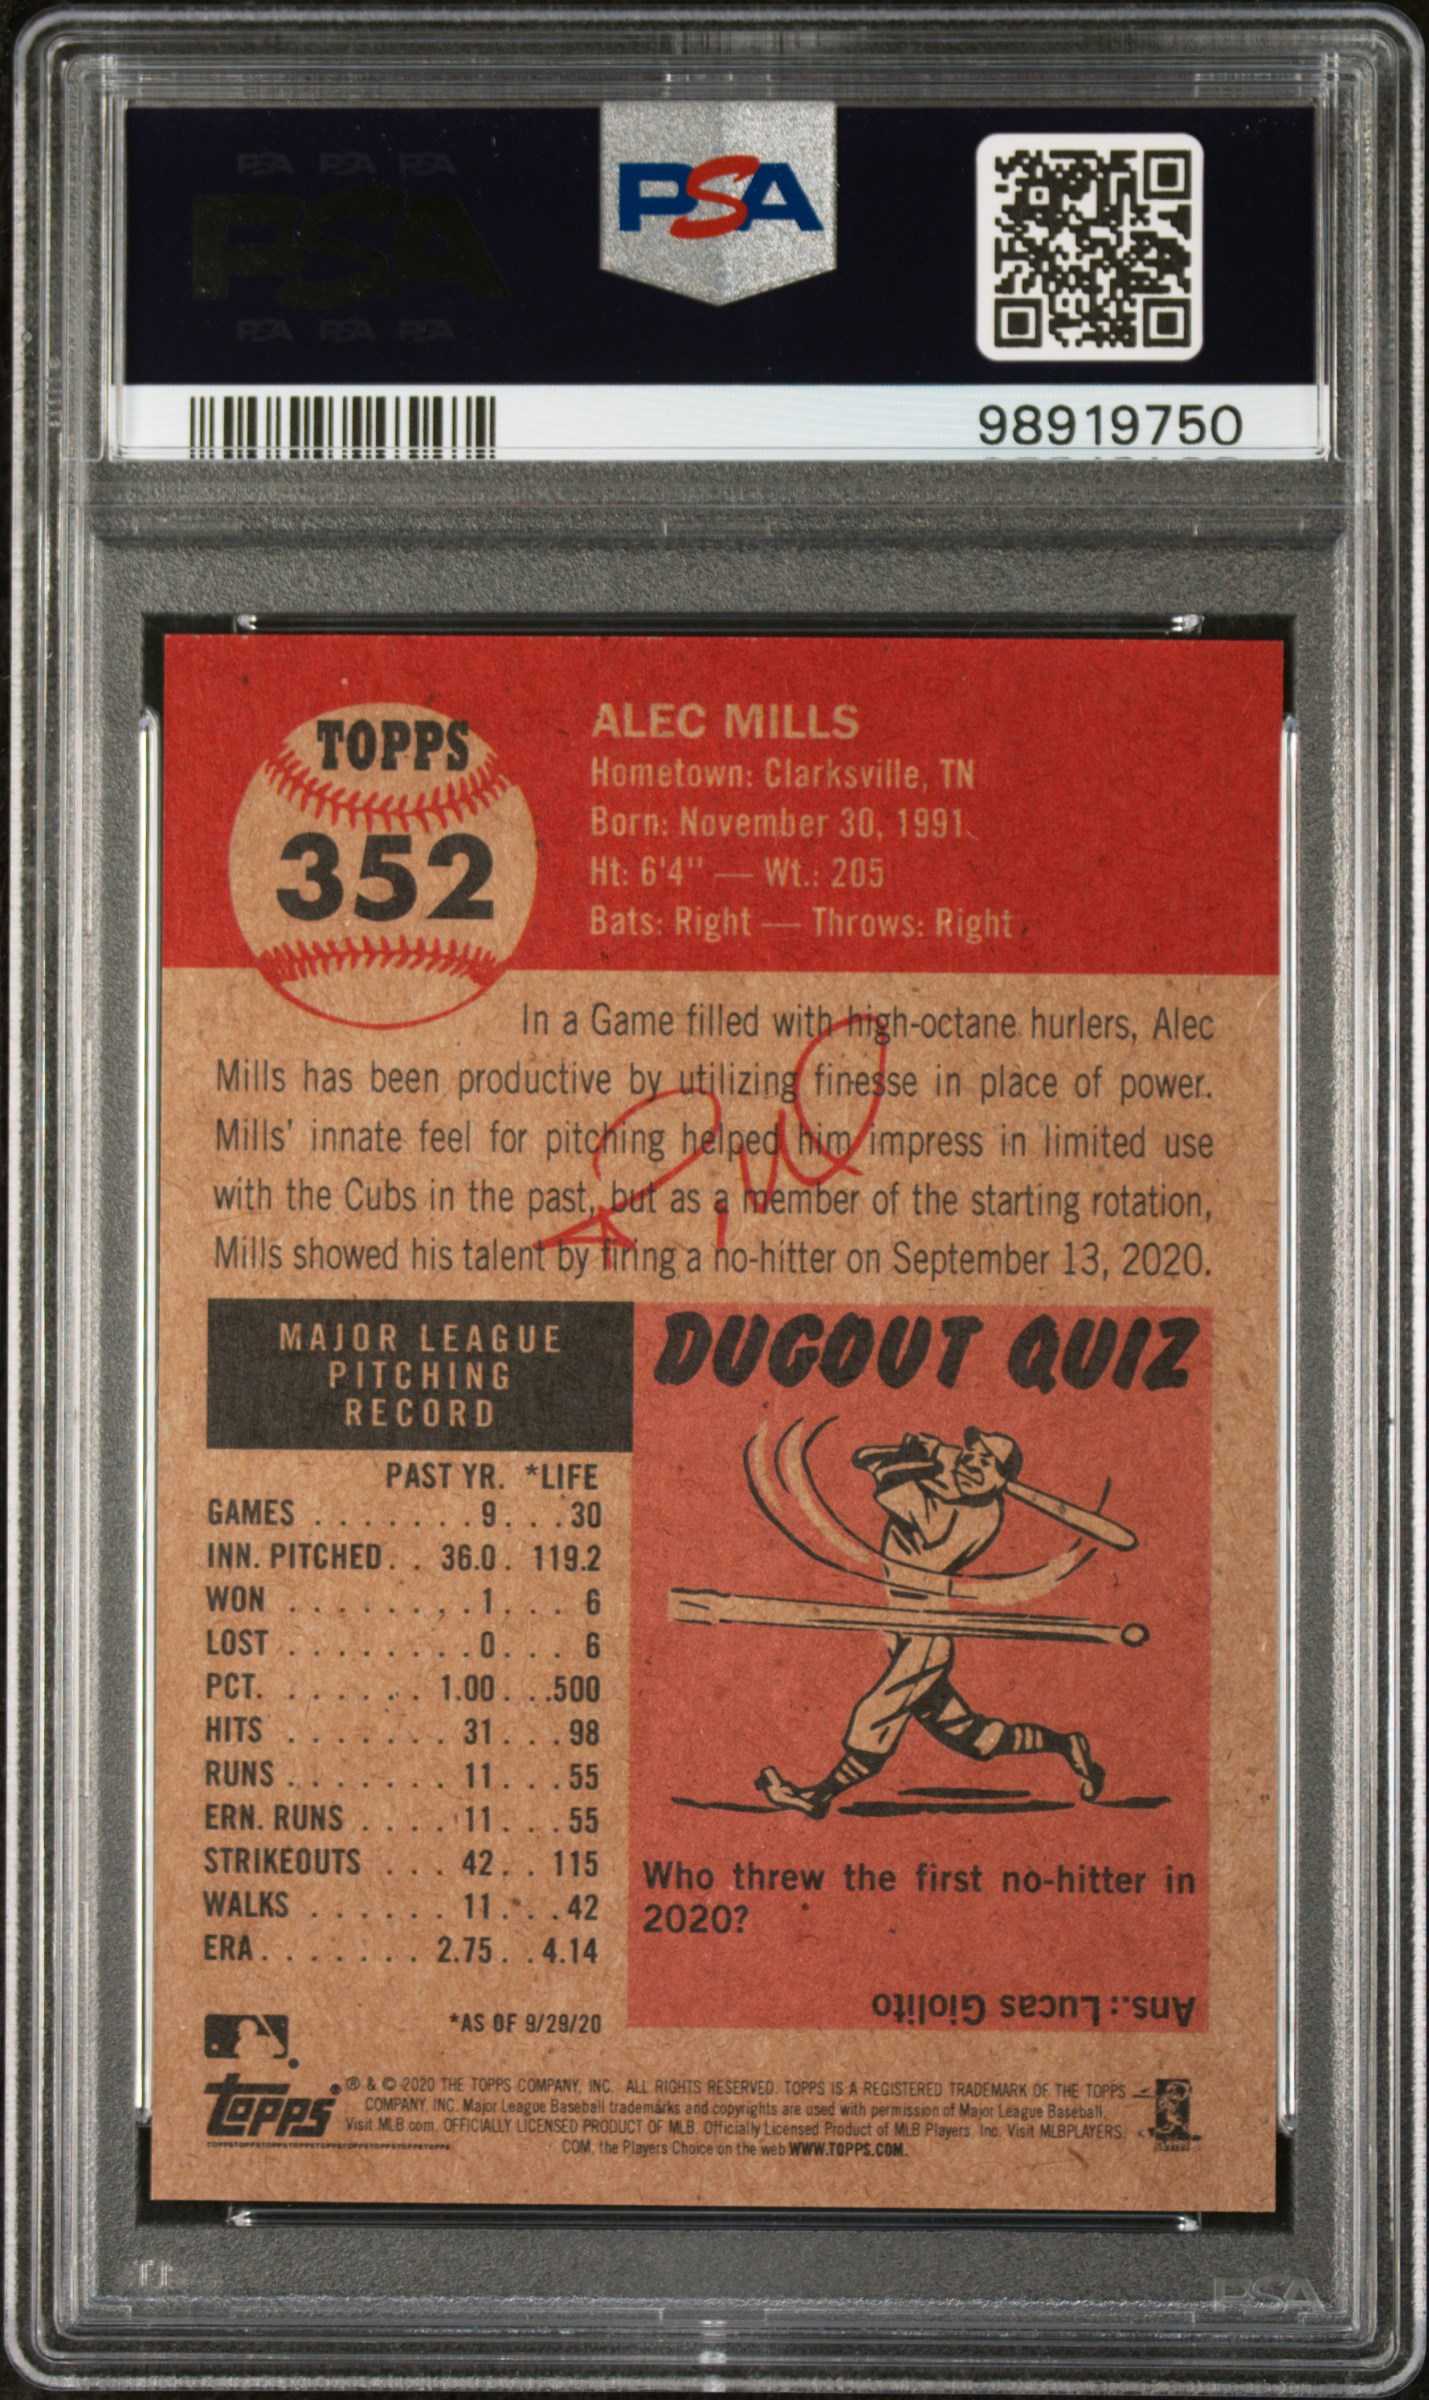 PSA PSA PSA
PSA
PSA PSA PSA
PSA
98919750
TOPPS
352
ALEC MILLS
Hometown: Clarksville, TN
Born: November 30, 1991
Ht: 6'4" — Wt.: 205
Bats: Right — Throws: Right
In a Game filled with high-octane hurlers, Alec
Mills has been productive by utilizing finesse in place of power.
Mills' innate feel for pitching helped him impress in limited use
with the Cubs in the past, but as a member of the starting rotation,
Mills showed his talent by firing a no-hitter on September 13, 2020.
MAJOR LEAGUE
PITCHING
RECORD
PAST YR. *LIFE
GAMES . . . . . . . 9 . . . 30
INN. PITCHED . . 36.0 . 119.2
WON . . . . . . . . 1 . . . 6
LOST . . . . . . . . 0 . . . 6
PCT. . . . . . . 1.00 . . .500
HITS . . . . . . . 31 . . . 98
RUNS . . . . . . . 11 . . . 55
ERN. RUNS . . . . 11 . . . 55
STRIKEOUTS . . . 42 . . 115
WALKS . . . . . . 11 . . . 42
ERA . . . . . . . 2.75 . . 4.14
*AS OF 9/29/20
DUGOUT QUIZ
Who threw the first no-hitter in
2020?
Ans.: Lucas Giolito
topps
® & © 2020 THE TOPPS COMPANY, INC. ALL RIGHTS RESERVED. TOPPS IS A REGISTERED TRADEMARK OF THE TOPPS
COMPANY, INC. Major League Baseball trademarks and copyrights are used with permission of Major League Baseball.
Visit MLB.com. OFFICIALLY LICENSED PRODUCT OF MLB Players, Inc. Visit MLBPLAYERS.
COM, the Players Choice on the web WWW.TOPPS.COM.
PSA